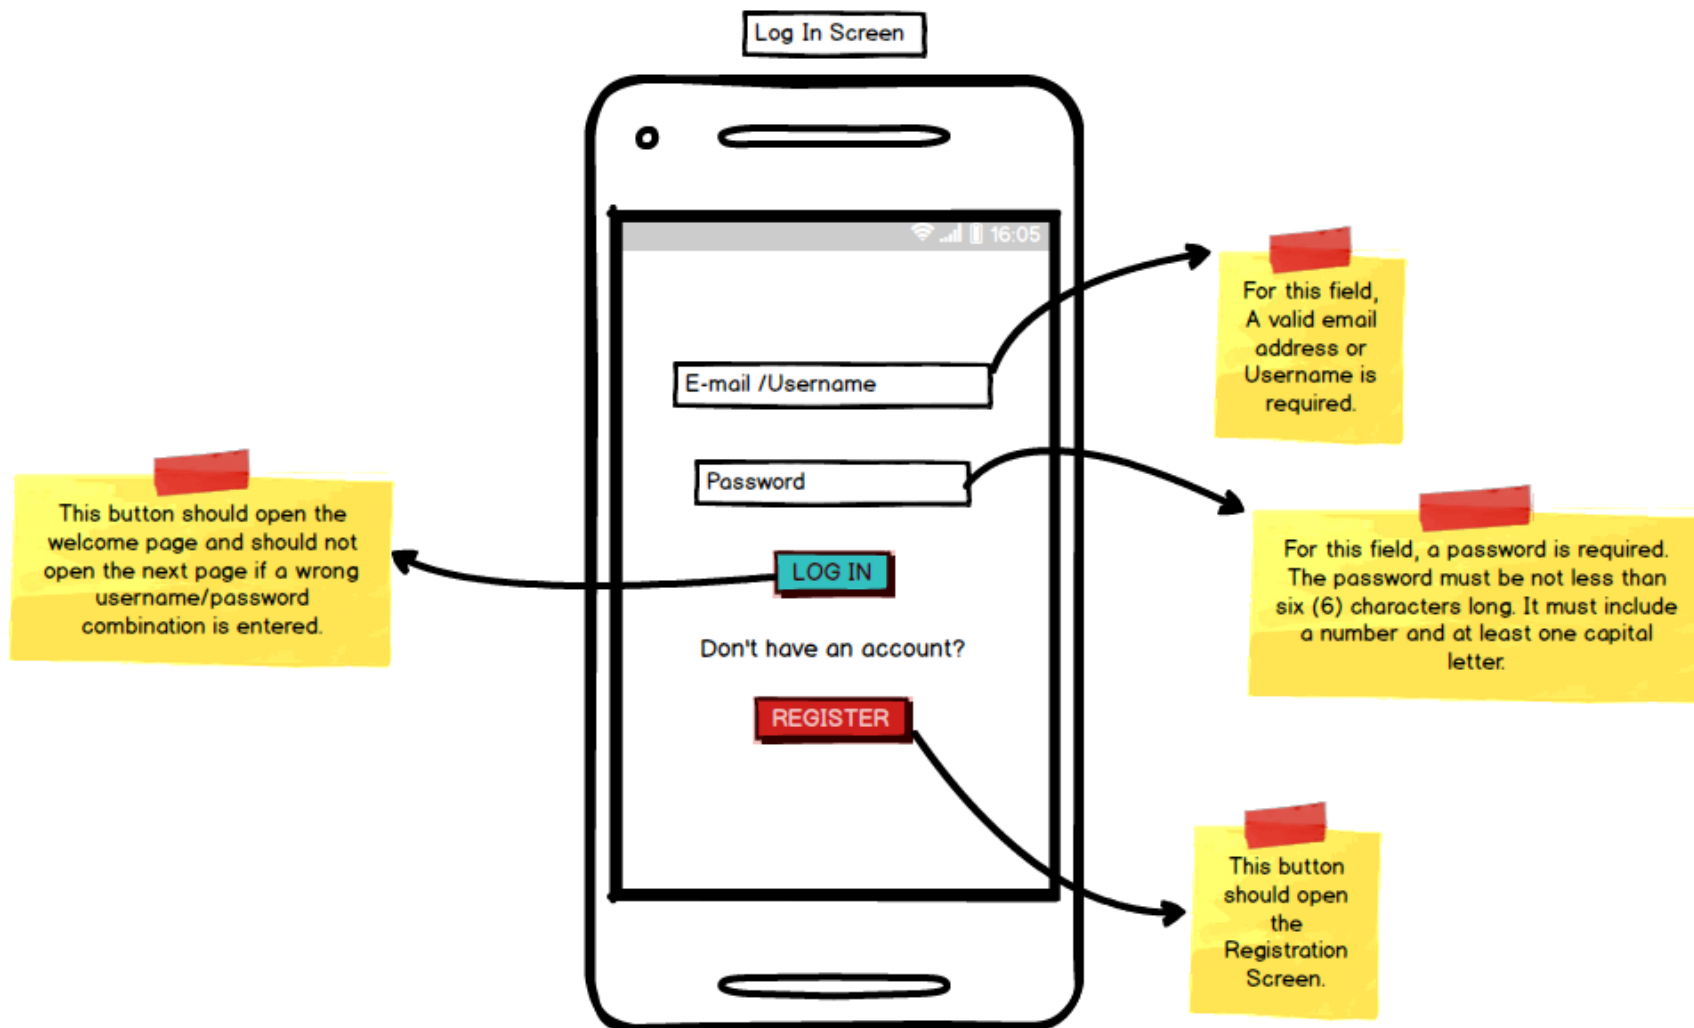 Log In Screen
16:05
E-mail /Username
Password
LOG IN
Don't have an account?
REGISTER
For this field,
A valid email
address or
Username is
required.
This button should open the
welcome page and should not
open the next page if a wrong
username/password
combination is entered.
For this field, a password is required.
The password must be not less than
six (6) characters long. It must include
a number and at least one capital
letter.
This button
should open
the
Registration
Screen.